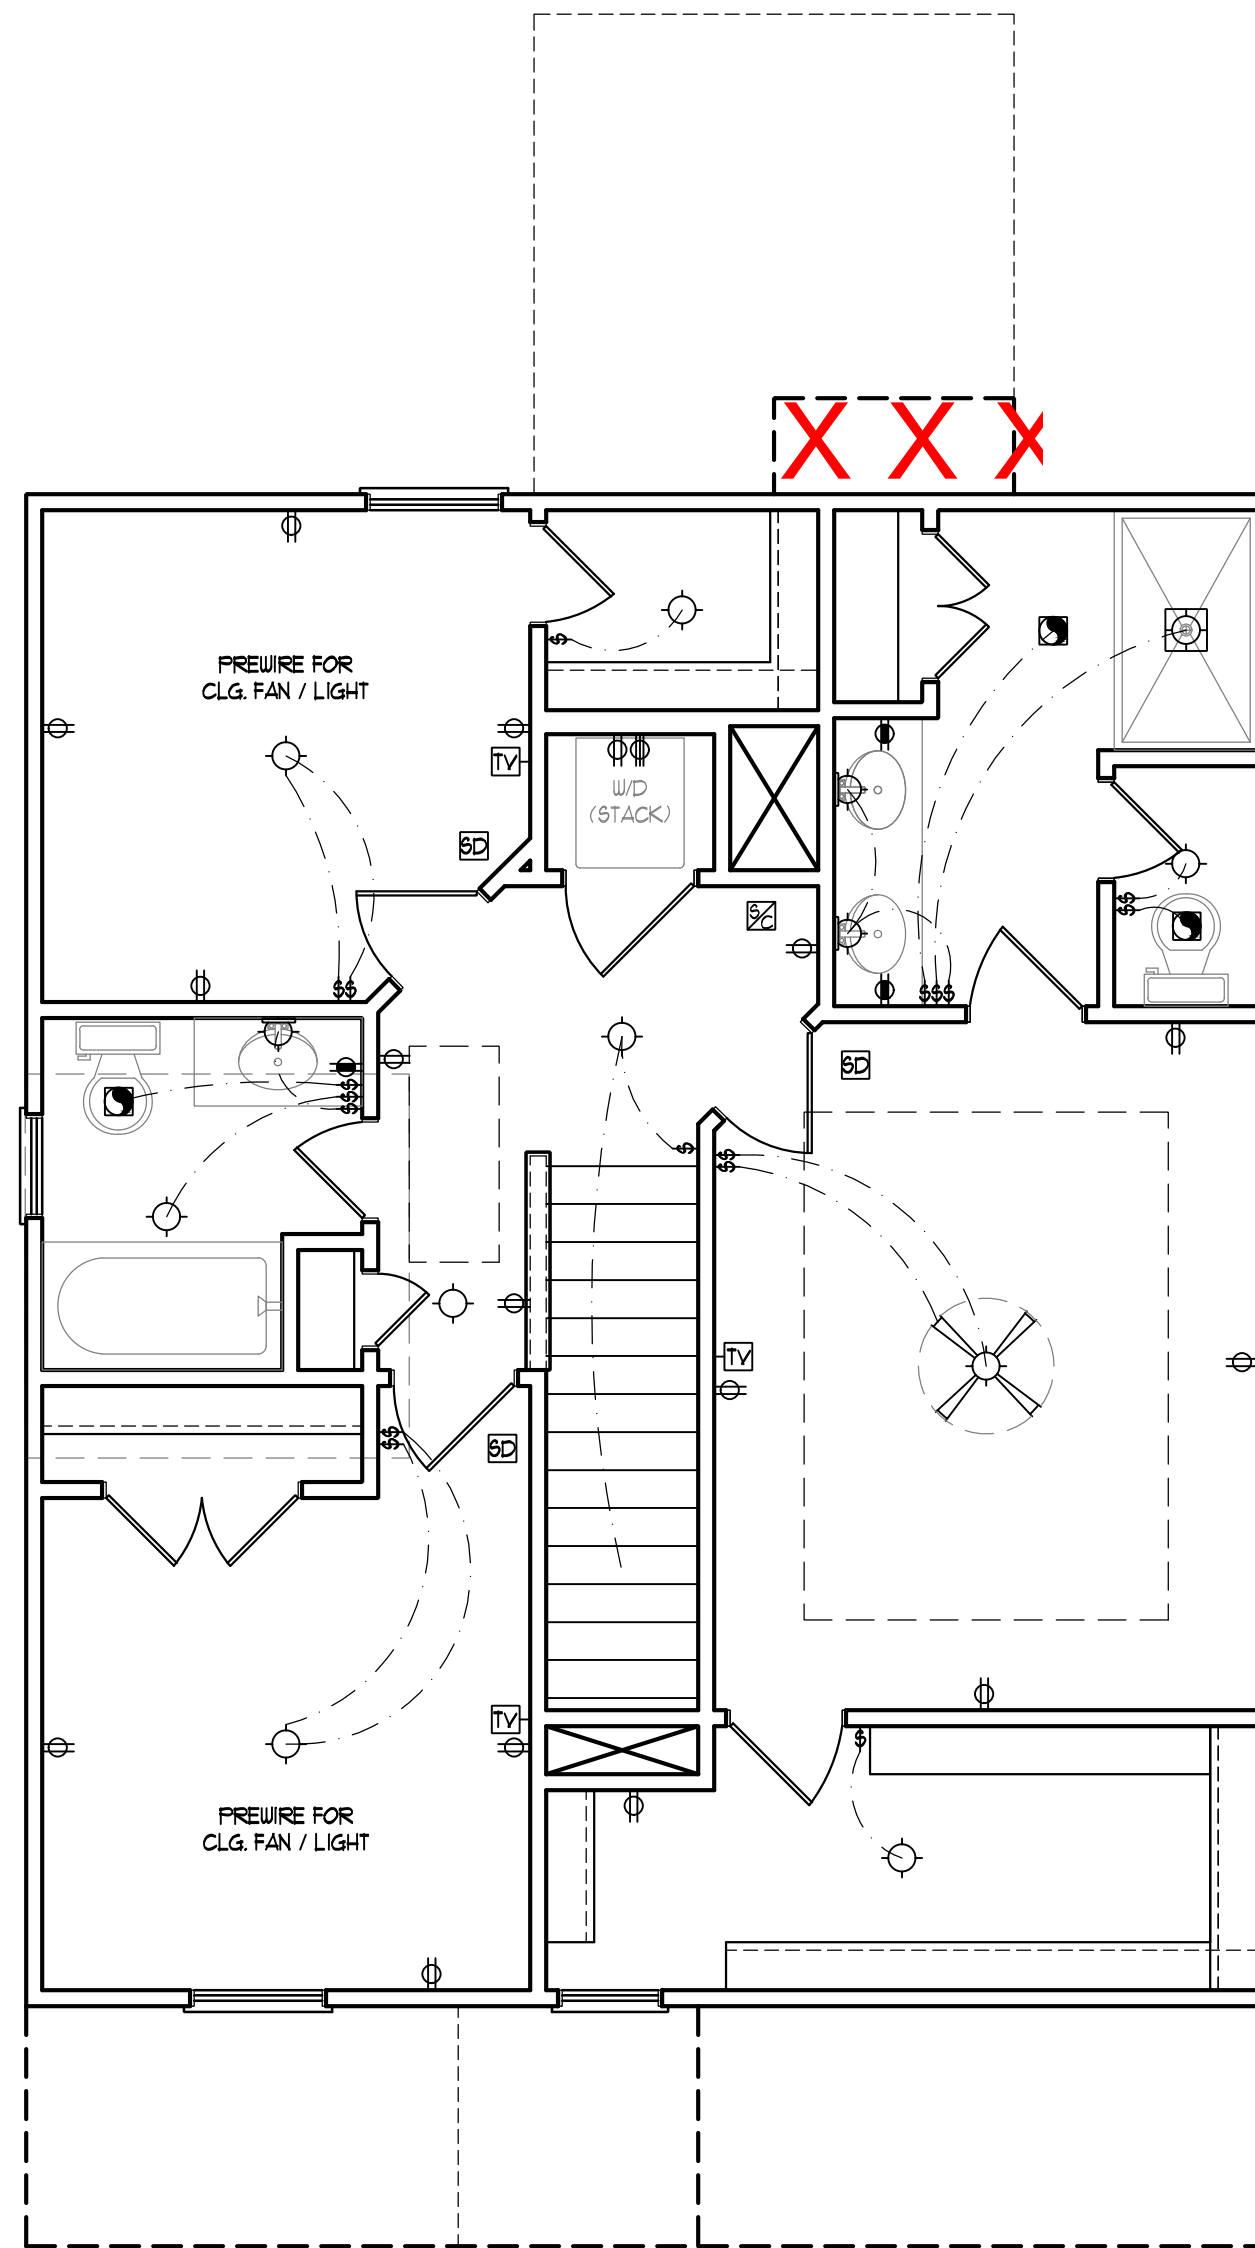 X X X
$
PREWIRE FOR
CLG. FAN / LIGHT
TV
W/D
(STACK)
SD
$$
S/C
$$
$$$
SD
$$$
$
$$
TV
$$
SD
TV
$
PREWIRE FOR
CLG. FAN / LIGHT